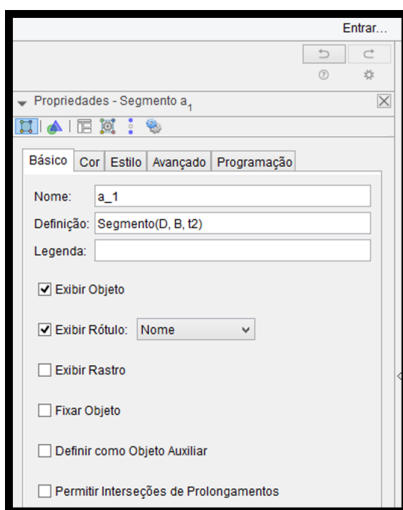 Entrar...
Propriedades - Segmento a₁
Básico Cor Estilo Avançado Programação
Nome: a_1
Definição: Segmento(D, B, t2)
Legenda:
Exibir Objeto
Exibir Rótulo: Nome
Exibir Rastro
Fixar Objeto
Definir como Objeto Auxiliar
Permitir Interseções de Prolongamentos